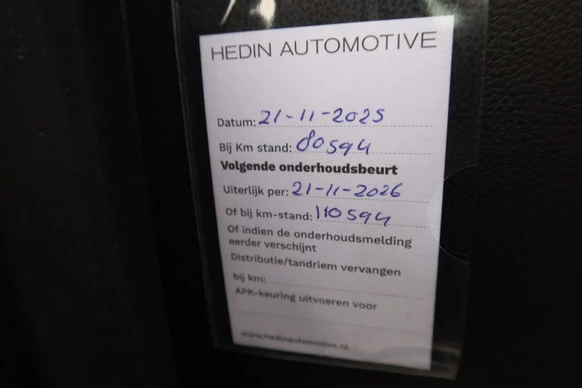 HEDIN AUTOMOTIVE
Datum: 21-11-2025
Bij Km stand: 80594
Volgende onderhoudsbeurt
Uiterlijk per: 21-11-2026
Of bij km-stand: 110594
Of indien de onderhoudsmelding
eerder verschijnt
Distributie/tandriem vervangen
bij km:
APK-keuring uitvoeren voor
www.hedinautomotive.nl